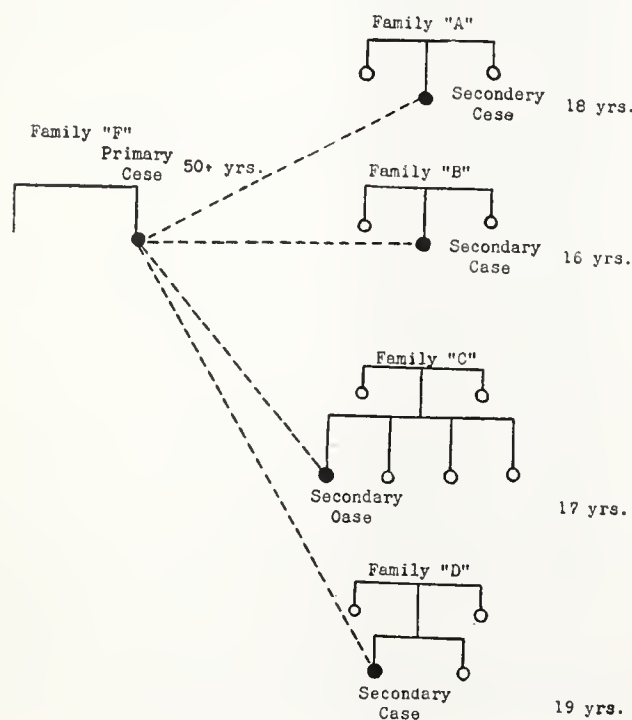 Family "A"
Secondery
Cese
18 yrs.
Family "F"
Primary
Cese
50+ yrs.
Family "B"
Secondary
Case
16 yrs.
Family "C"
Secondary
Oase
17 yrs.
Family "D"
Secondary
Case
19 yrs.